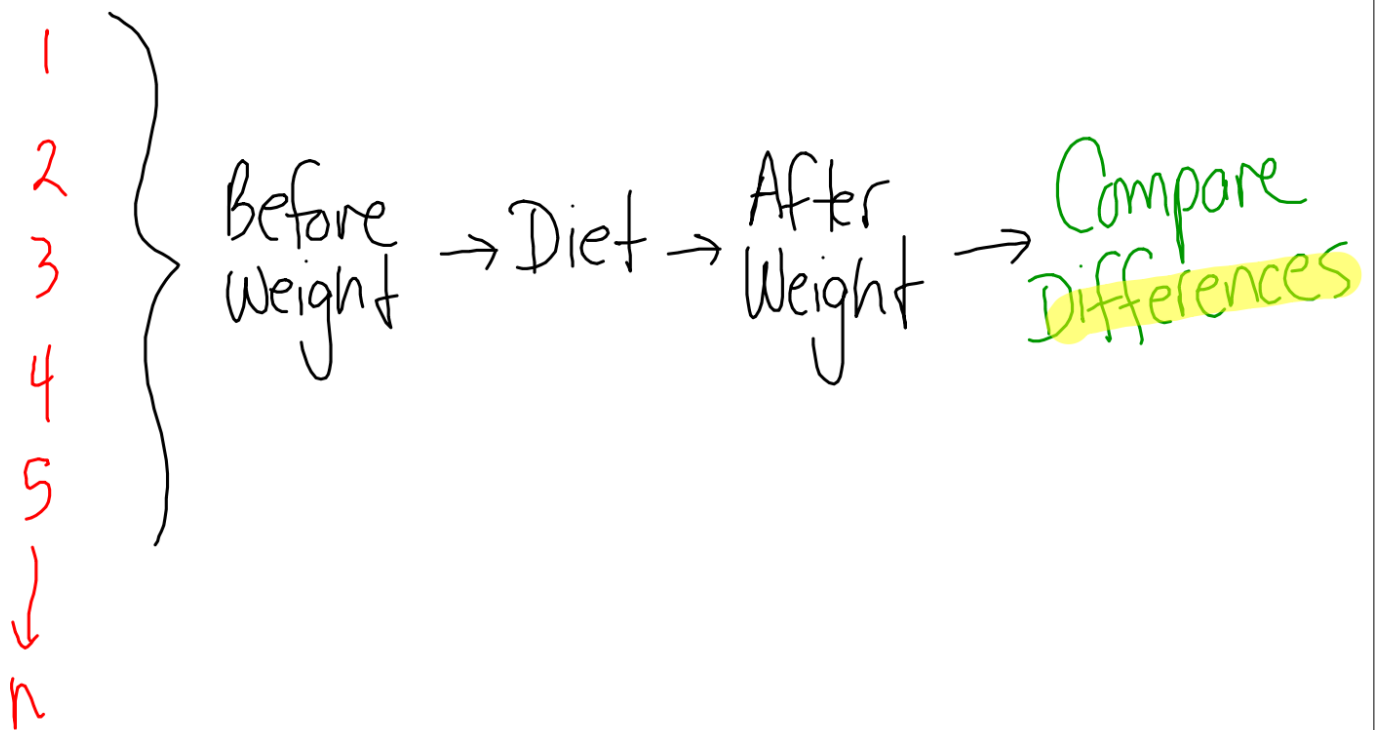 1
2
3
4
5
n
Before
Weight
Diet
After
Weight
Compare
Differences